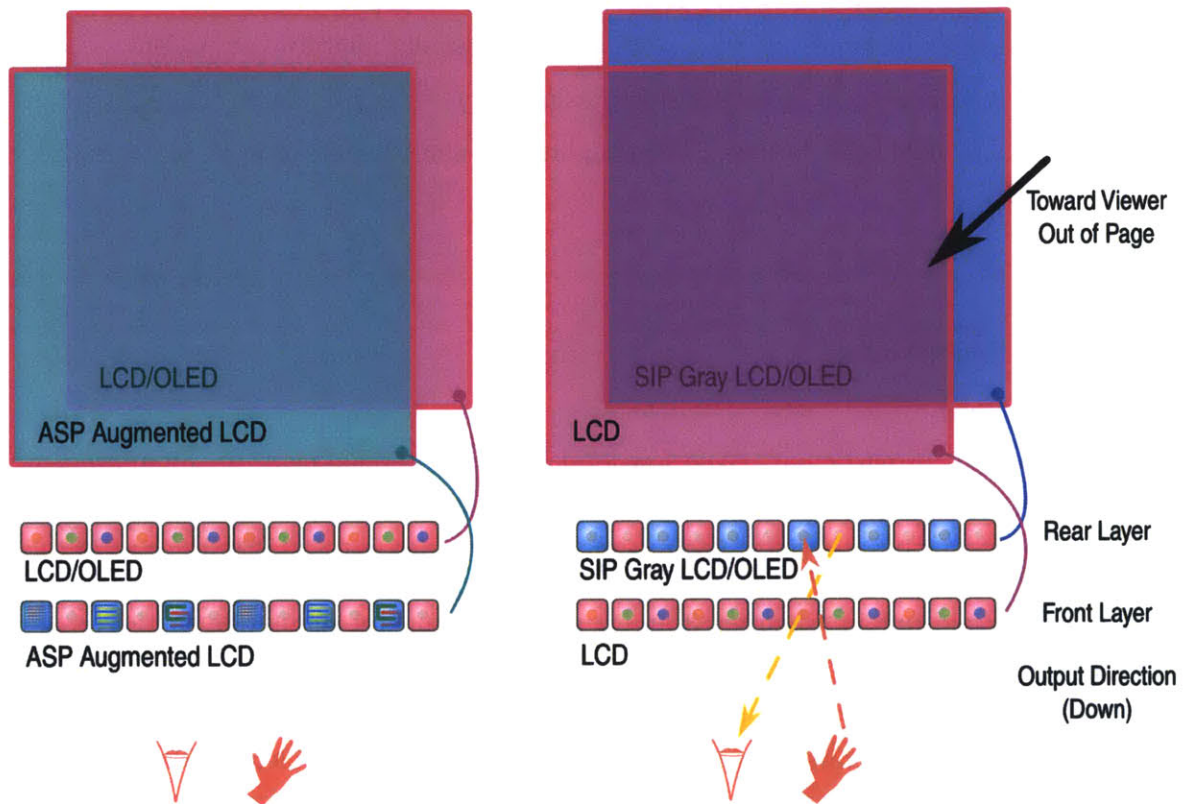 LCD/OLED
ASP Augmented LCD
SIP Gray LCD/OLED
LCD
Toward Viewer
Out of Page
LCD/OLED
ASP Augmented LCD
SIP Gray LCD/OLED
LCD
Rear Layer
Front Layer
Output Direction
(Down)